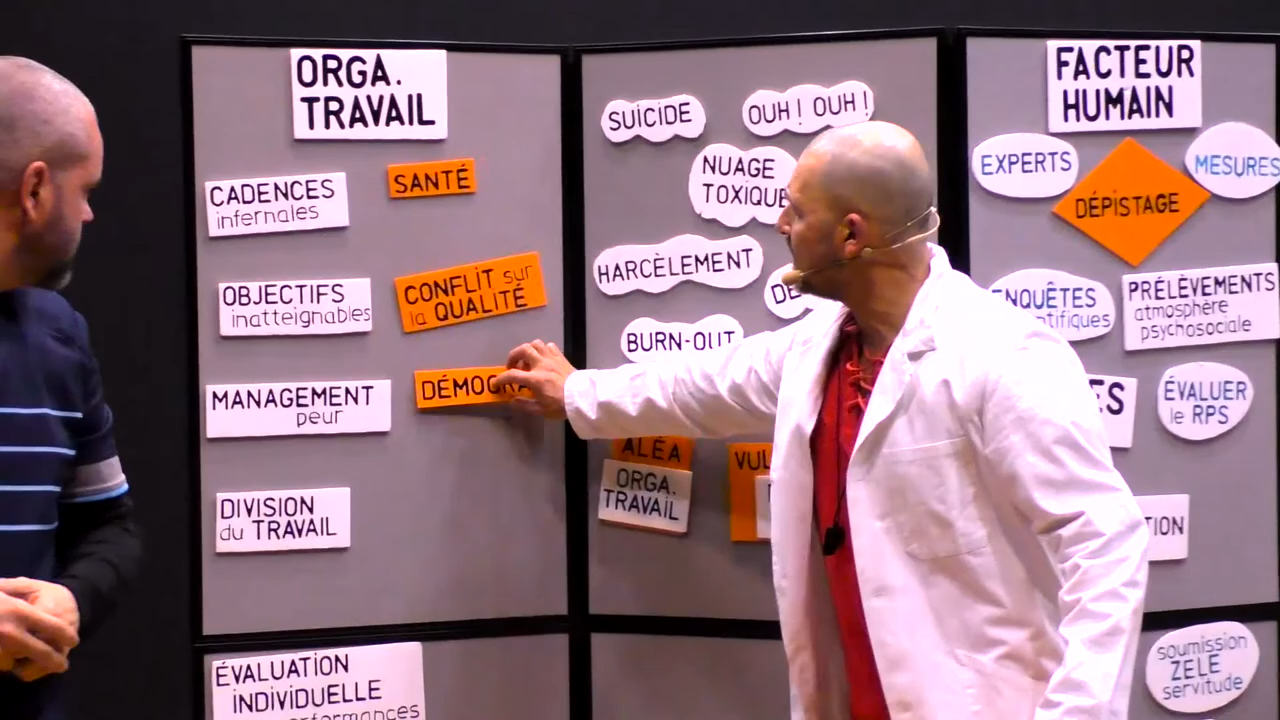 ORGA.
TRAVAIL
CADENCES
infernales
SANTÉ
OBJECTIFS
inatteignables
CONFLIT sur
la QUALITÉ
MANAGEMENT
peur
DIVISION
du TRAVAIL
ÉVALUATION
INDIVIDUELLE
SUICIDE
OUH! OUH!
NUAGE
TOXIQUE
HARCÈLEMENT
BURN-OUT
ALÉA
ORGA.
TRAVAIL
FACTEUR
HUMAIN
EXPERTS
DÉPISTAGE
MESURES
PRÉLÈVEMENTS
atmosphère
psychosociale
ÉVALUER
le RPS
soumission
ZÈLE
servitude